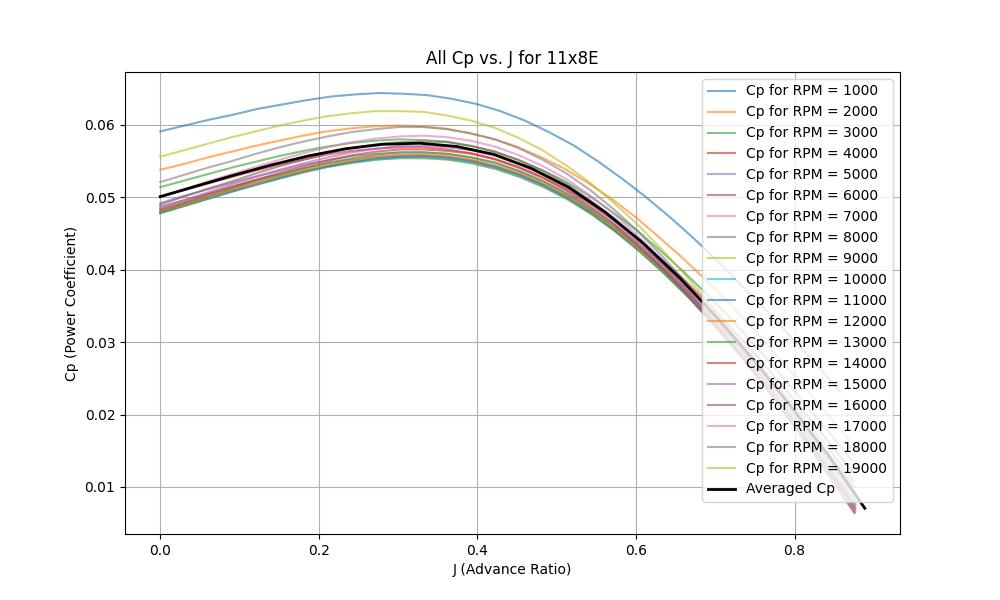 All Cp vs. J for 11x8E
Cp (Power Coefficient)
0.06
0.05
0.04
0.03
0.02
0.01
0.0
0.2
0.4
0.6
0.8
J (Advance Ratio)
Cp for RPM = 1000
Cp for RPM = 2000
Cp for RPM = 3000
Cp for RPM = 4000
Cp for RPM = 5000
Cp for RPM = 6000
Cp for RPM = 7000
Cp for RPM = 8000
Cp for RPM = 9000
Cp for RPM = 10000
Cp for RPM = 11000
Cp for RPM = 12000
Cp for RPM = 13000
Cp for RPM = 14000
Cp for RPM = 15000
Cp for RPM = 16000
Cp for RPM = 17000
Cp for RPM = 18000
Cp for RPM = 19000
Averaged Cp